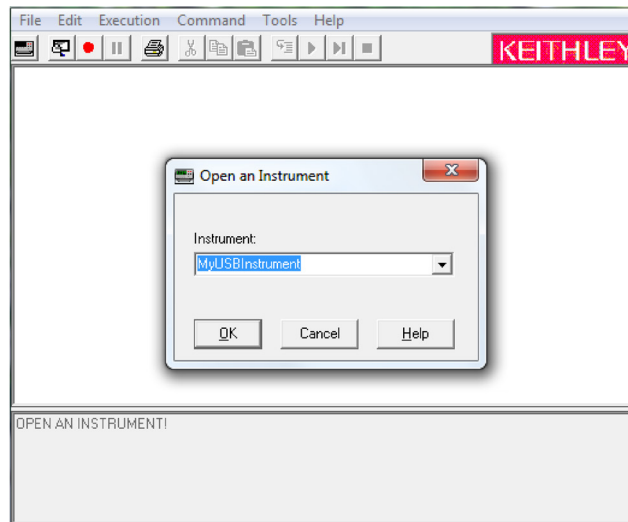 File Edit Execution Command Tools Help
KEITHLEY
Open an Instrument
Instrument:
MyUSBInstrument
OK Cancel Help
OPEN AN INSTRUMENT!